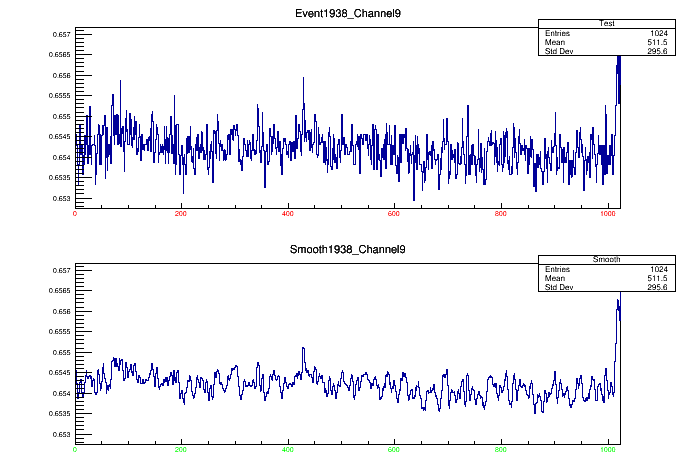 Event1938_Channel9
Test
Entries 1024
Mean 511.5
Std Dev 295.6
0.657
0.6565
0.656
0.6555
0.655
0.6545
0.654
0.6535
0.653
0 200 400 600 800 1000
Smooth1938_Channel9
Smooth
Entries 1024
Mean 511.5
Std Dev 295.6
0.657
0.6565
0.656
0.6555
0.655
0.6545
0.654
0.6535
0.653
0 200 400 600 800 1000